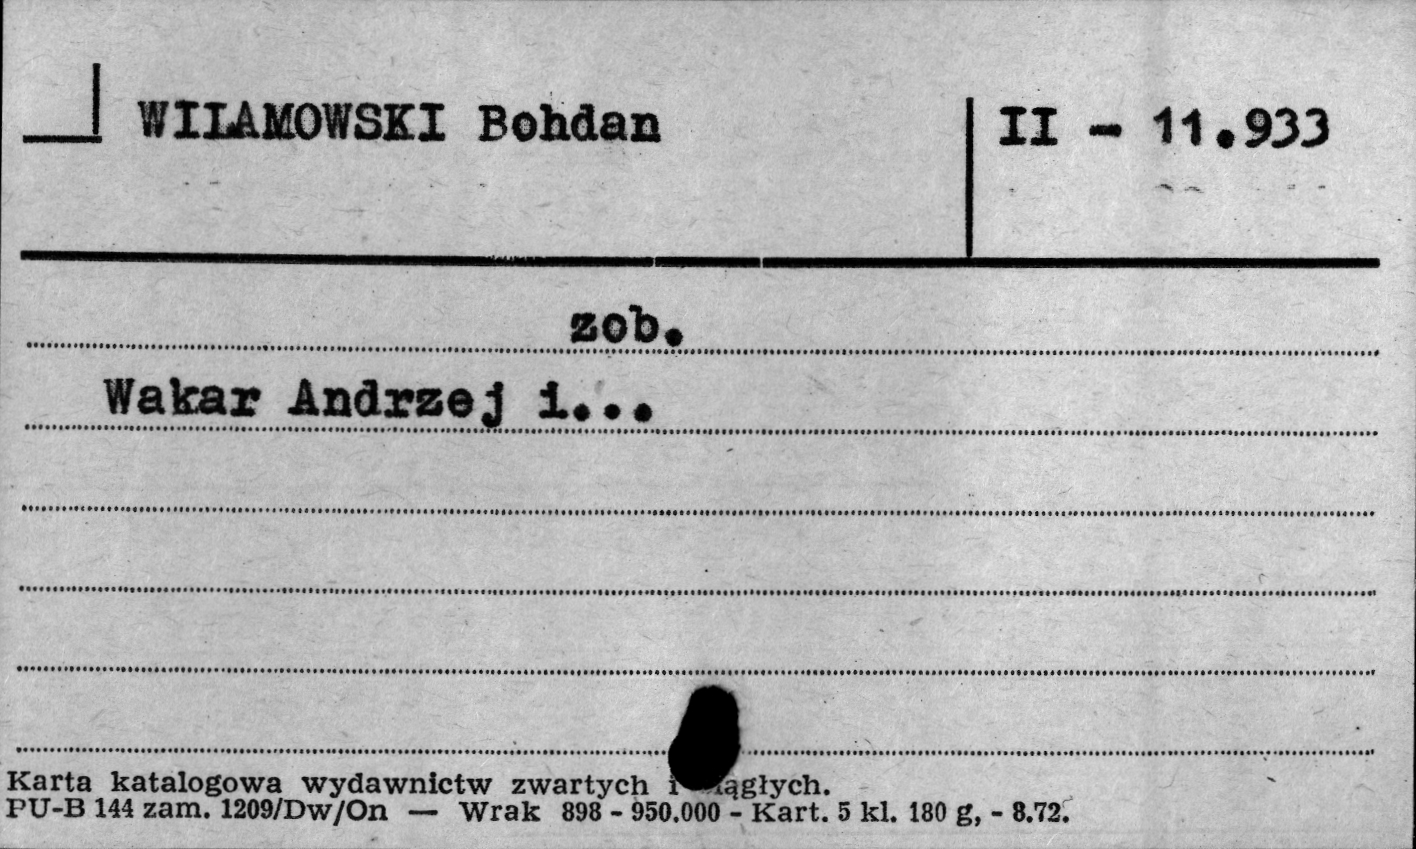 WILAMOWSKI Bohdan
II - 11.933
zob.
Wakar Andrzej i...
Karta katalogowa wydawnictw zwartych i ągłych.
PU-B 144 zam. 1209/Dw/On — Wrak 898 - 950.000 - Kart. 5 kl. 180 g, - 8.72.